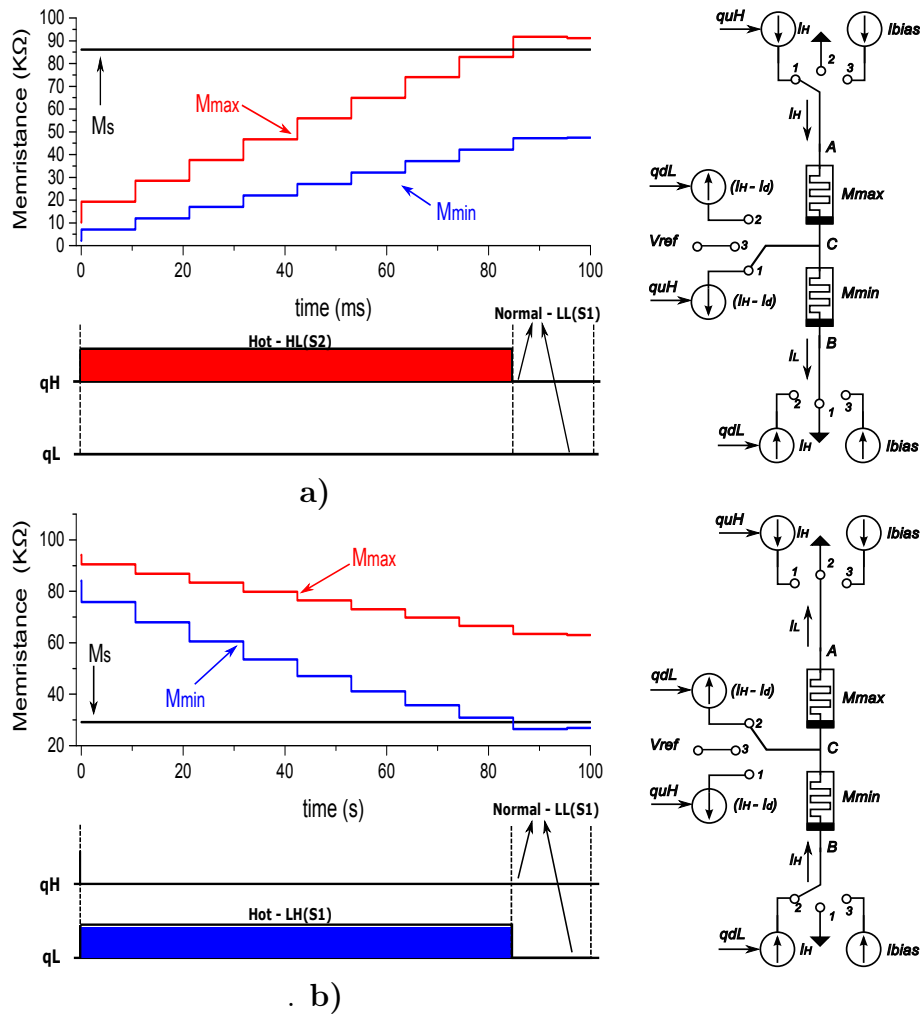 Memristance (KΩ)
100
90
80
70
60
50
40
30
20
10
0
Ms
Mmax
Mmin
0 20 40 60 80 100
time (ms)
Hot - HL(S2)
Normal - LL(S1)
qH
qL
quH
IH
Ibias
1 2 3
IH
A
qdL
(IH - Id)
Mmax
2
Vref
3
C
1
quH
(IH - Id)
Mmin
B
IL
2 1 3
qdL
IH
Ibias
a)
Memristance (KΩ)
100
80
60
40
20
Ms
Mmax
Mmin
0 20 40 60 80 100
time (s)
Normal - LL(S1)
qH
Hot - LH(S1)
qL
quH
IH
Ibias
1 2 3
IL
A
qdL
(IH - Id)
Mmax
2
Vref
3
C
1
quH
(IH - Id)
Mmin
B
IH
2 1 3
qdL
IH
Ibias
. b)